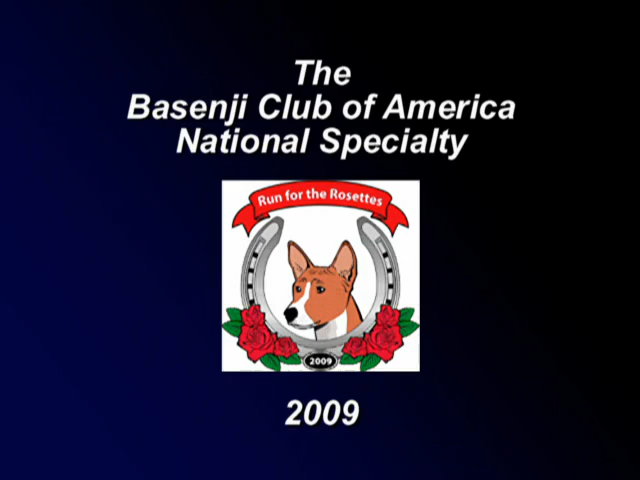 The
Basenji Club of America
National Specialty
Run for the Rosettes
2009
2009